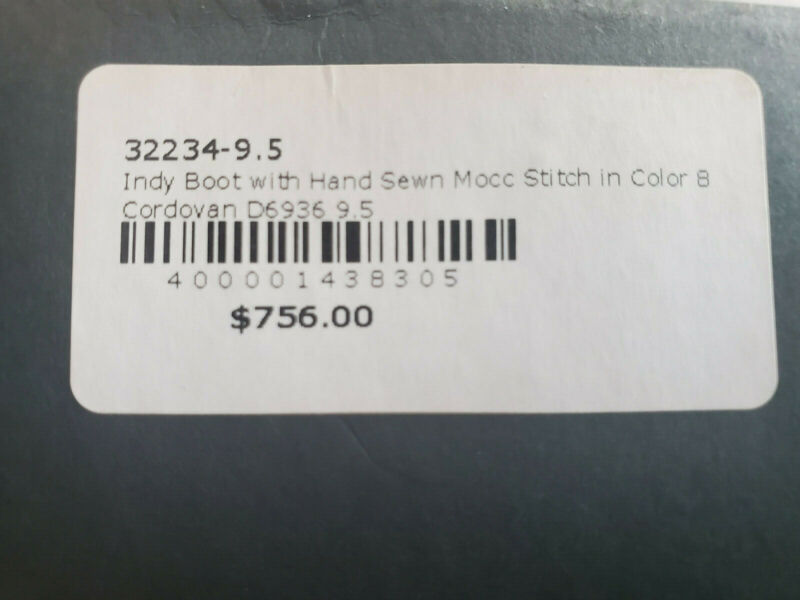 32234-9.5
Indy Boot with Hand Sewn Mocc Stitch in Color 8
Cordovan D6936 9.5
400001438305
$756.00